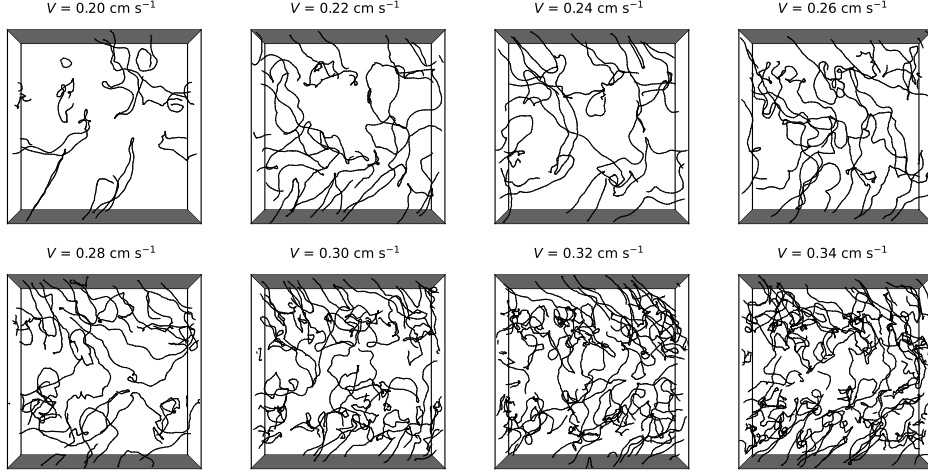 V = 0.20 cm s⁻¹ V = 0.22 cm s⁻¹ V = 0.24 cm s⁻¹ V = 0.26 cm s⁻¹
V = 0.28 cm s⁻¹ V = 0.30 cm s⁻¹ V = 0.32 cm s⁻¹ V = 0.34 cm s⁻¹